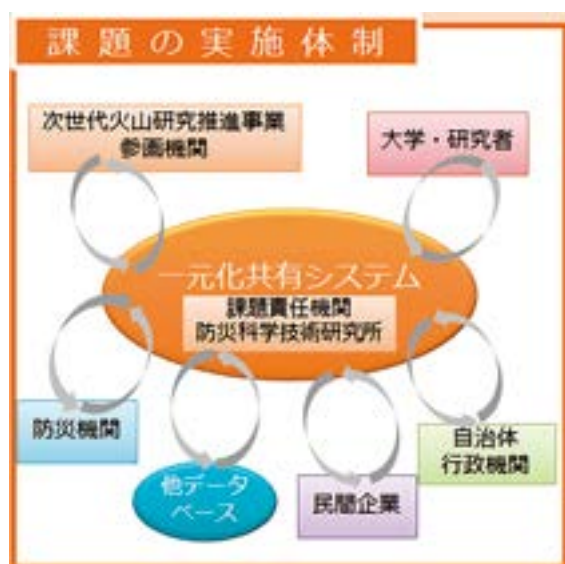 課題の実施体制
次世代火山研究推進事業
参画機関
大学・研究者
一元化共有システム
課題責任機関
防災科学技術研究所
防災機関
他データ
ベース
民間企業
自治体
行政機関